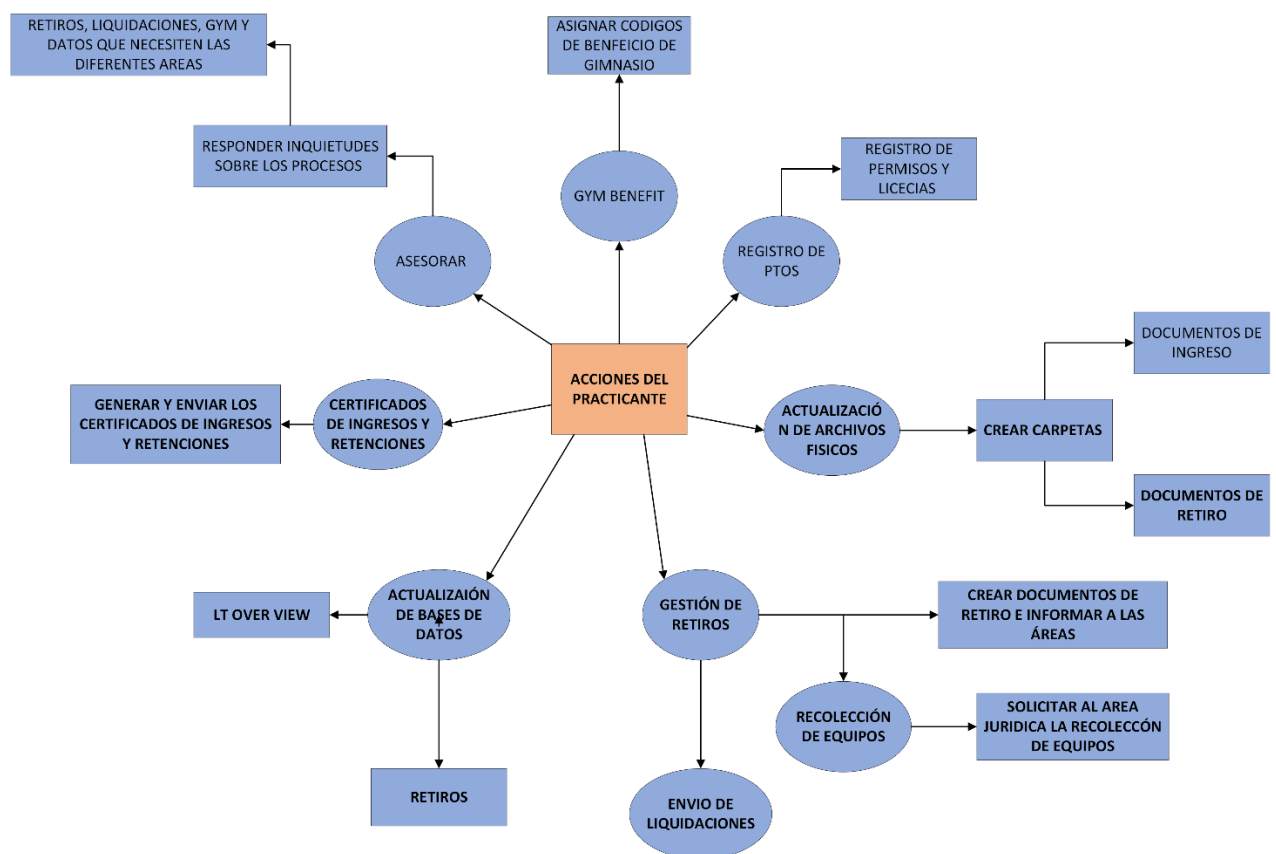 RETIROS, LIQUIDACIONES, GYM Y
DATOS QUE NECESITEN LAS
DIFERENTES AREAS
ASIGNAR CODIGOS
DE BENFEICIO DE
GIMNASIO
RESPONDER INQUIETUDES
SOBRE LOS PROCESOS
REGISTRO DE
PERMISOS Y
LICECIAS
GYM BENEFIT
ASESORAR
REGISTRO DE
PTOS
ACCIONES DEL
PRACTICANTE
DOCUMENTOS DE
INGRESO
GENERAR Y ENVIAR LOS
CERTIFICADOS DE INGRESOS
Y RETENCIONES
CERTIFICADOS
DE INGRESOS Y
RETENCIONES
ACTUALIZACIÓ
N DE ARCHIVOS
FISICOS
CREAR CARPETAS
DOCUMENTOS DE
RETIRO
LT OVER VIEW
ACTUALIZAIÓN
DE BASES DE
DATOS
GESTIÓN DE
RETIROS
CREAR DOCUMENTOS DE
RETIRO E INFORMAR A LAS
ÁREAS
RECOLECCIÓN
DE EQUIPOS
SOLICITAR AL AREA
JURIDICA LA RECOLECCÓN
DE EQUIPOS
RETIROS
ENVIO DE
LIQUIDACIONES